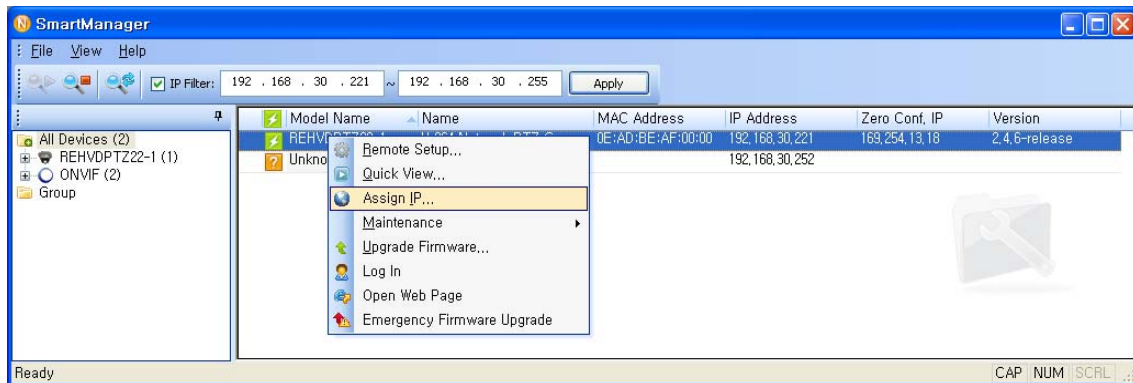 SmartManager
File View Help
IP Filter: 192 . 168 . 30 . 221 ~ 192 . 168 . 30 . 255 Apply
Model Name Name MAC Address IP Address Zero Conf, IP Version
All Devices (2)
REHVDPTZ22-1 (1)
ONVIF (2)
Group
0E:AD:BE:AF:00:00 192,168,30,221 169,254,13,18 2,4,6-release
192,168,30,252
Remote Setup,,,
Quick View,,,
Assign IP,,,
Maintenance
Upgrade Firmware,,,
Log In
Open Web Page
Emergency Firmware Upgrade
Ready CAP NUM SCRL